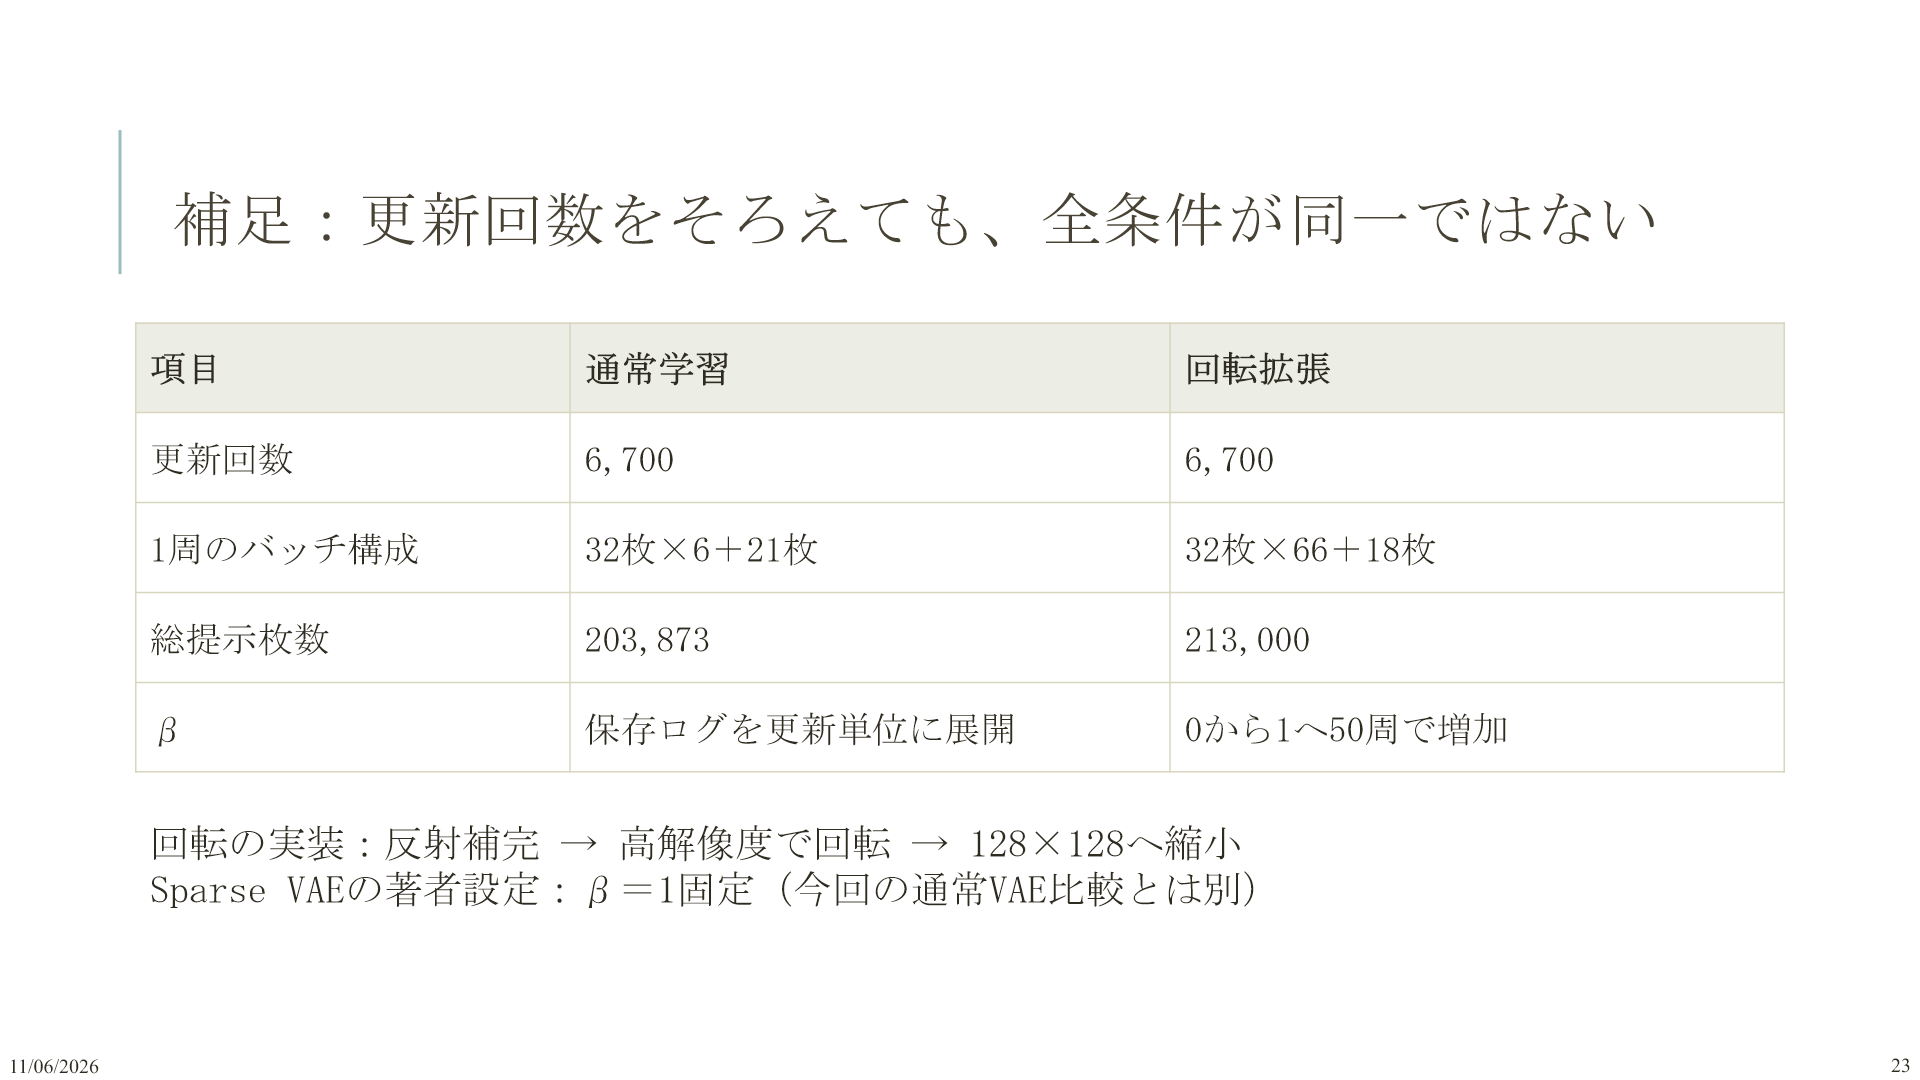 補足：更新回数をそろえても、全条件が同一ではない
項目 通常学習 回転拡張
更新回数 6,700 6,700
1周のバッチ構成 32枚×6＋21枚 32枚×66＋18枚
総提示枚数 203,873 213,000
β 保存ログを更新単位に展開 0から1へ50周で増加
回転の実装：反射補完 → 高解像度で回転 → 128×128へ縮小
Sparse VAEの著者設定：β＝1固定（今回の通常VAE比較とは別）
11/06/2026 23